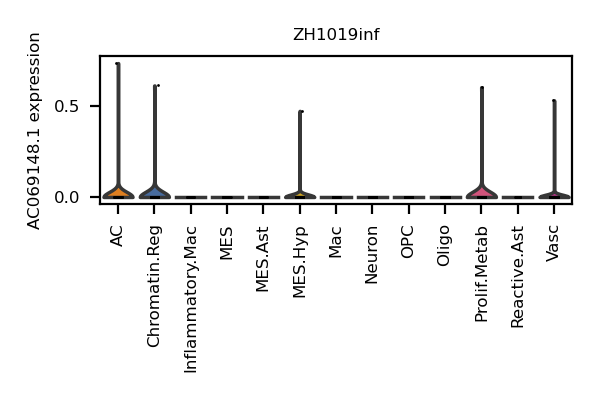 ZH1019inf
AC069148.1 expression
0.5
0.0
AC
Chromatin.Reg
Inflammatory.Mac
MES
MES.Ast
MES.Hyp
Mac
Neuron
OPC
Oligo
Prolif.Metab
Reactive.Ast
Vasc